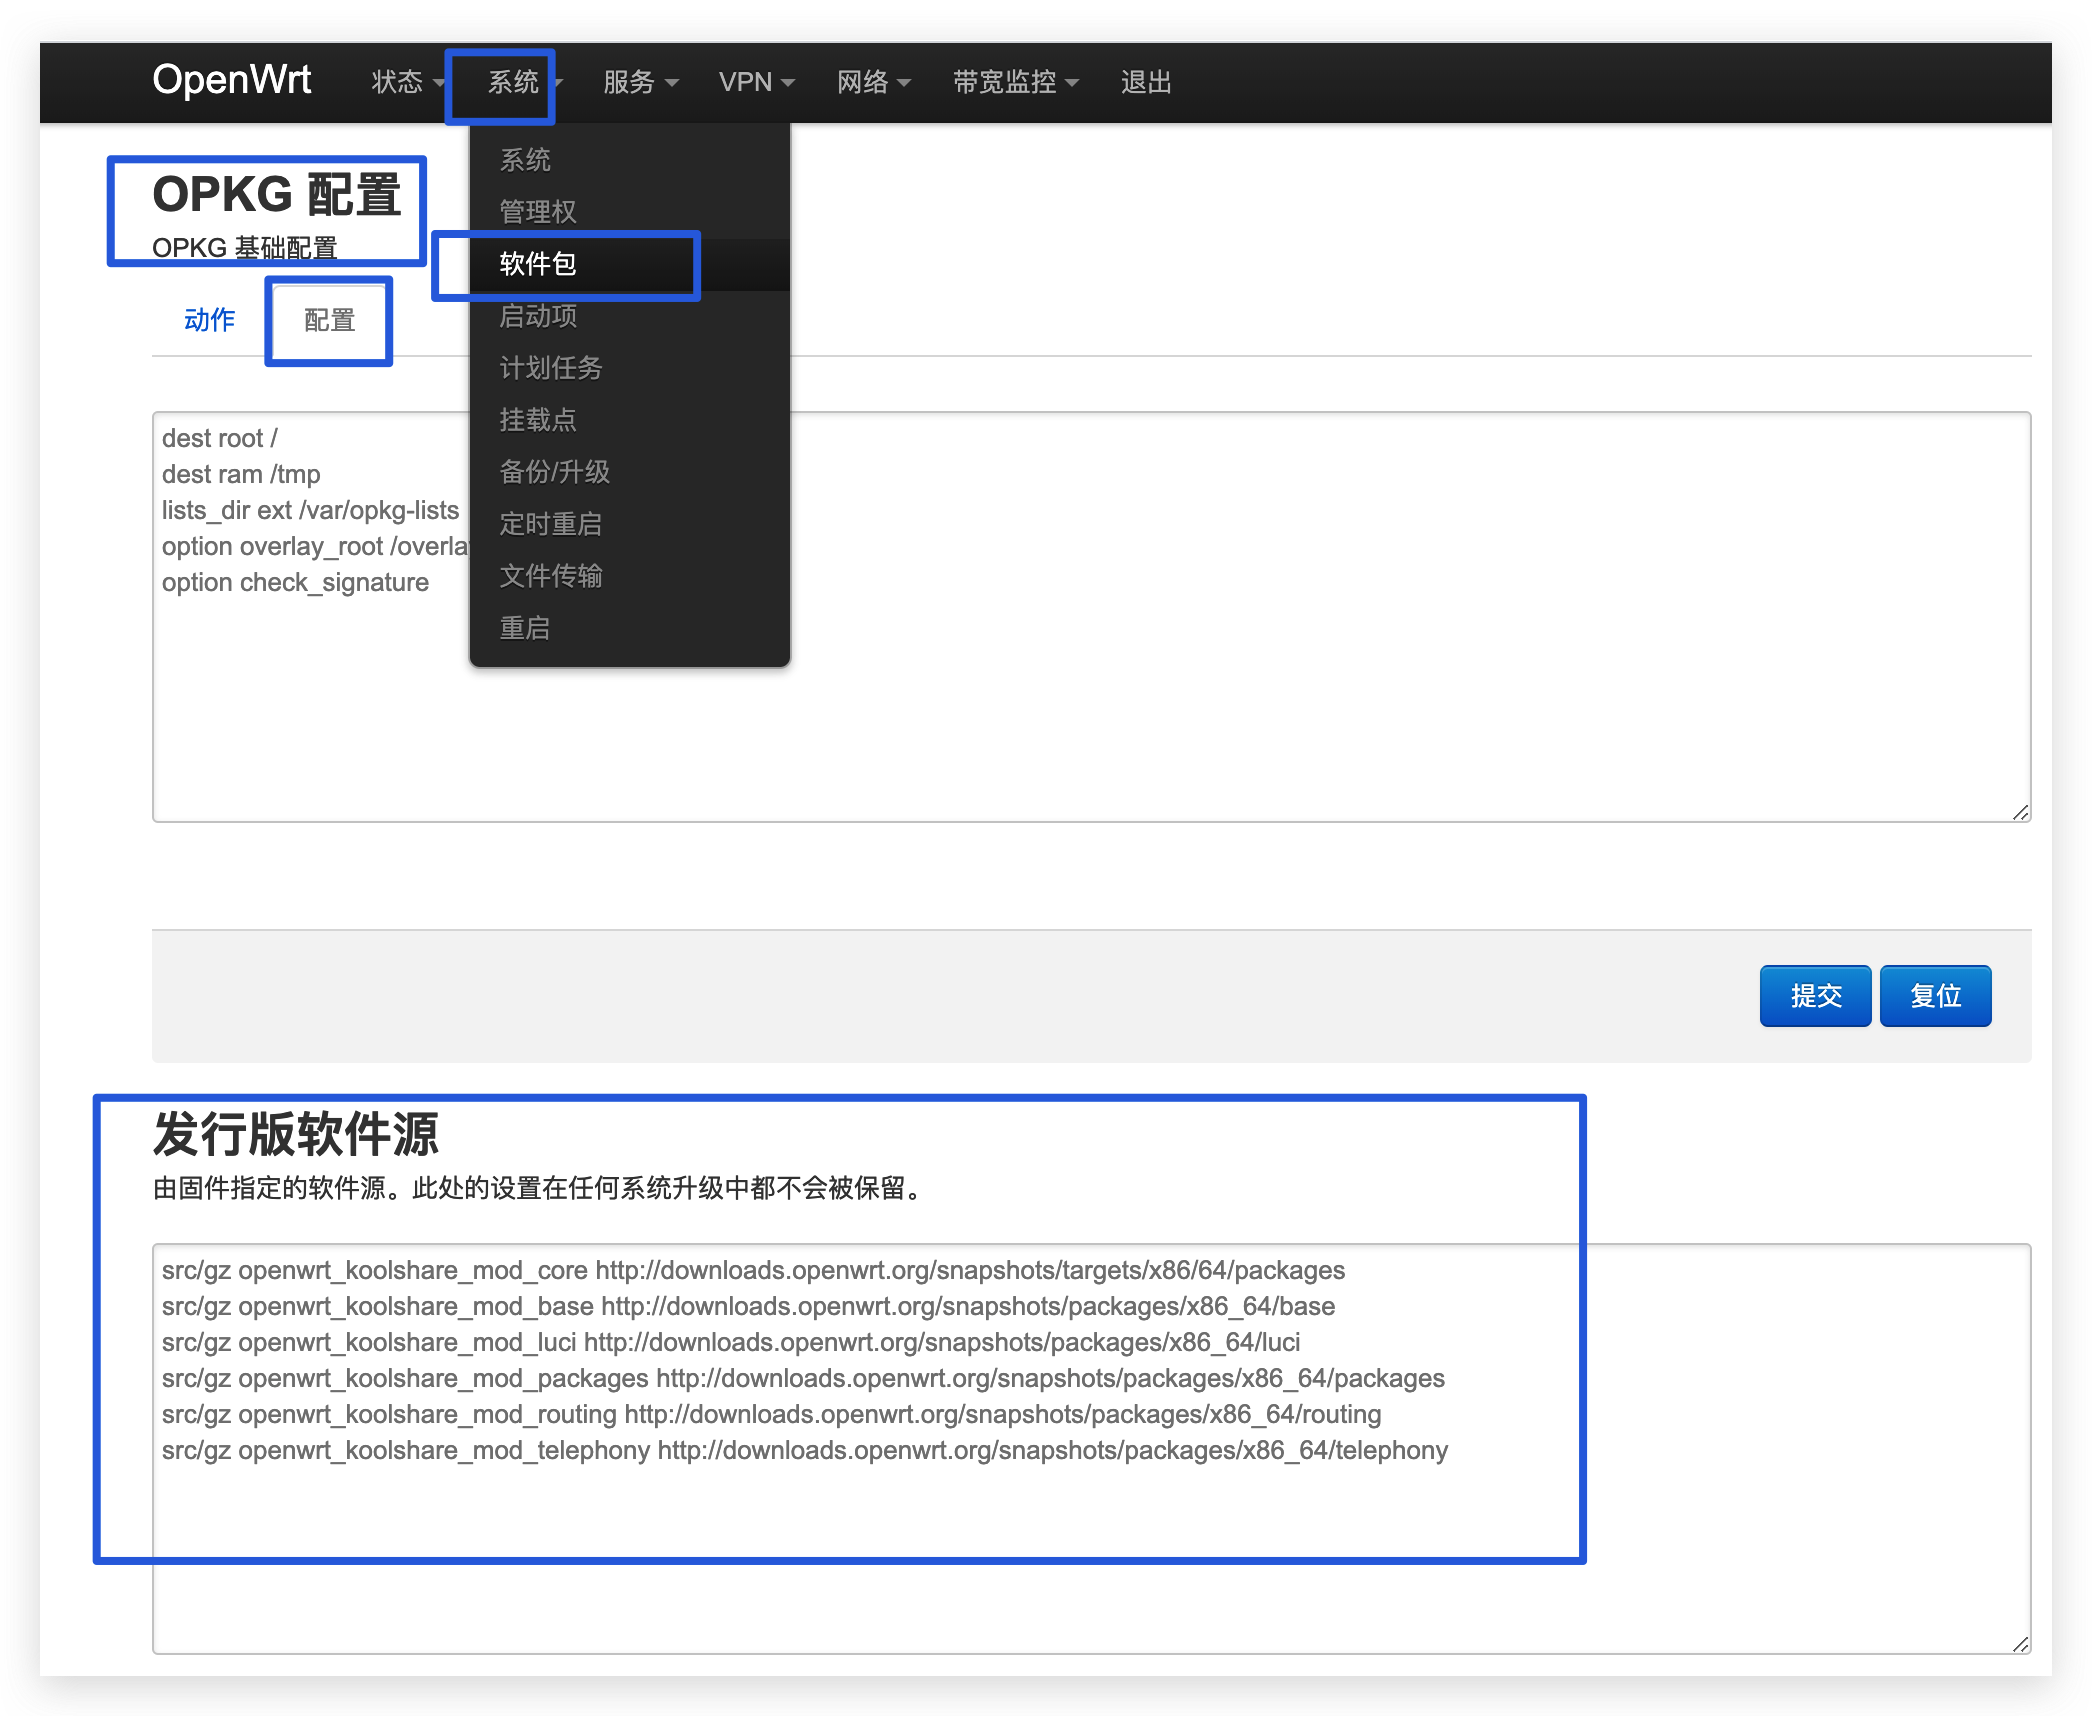 OpenWrt 状态 系统 服务 VPN 网络 带宽监控 退出
系统
管理权
软件包
启动项
计划任务
挂载点
备份/升级
定时重启
文件传输
重启
OPKG 配置
OPKG 基础配置
动作 配置
dest root /
dest ram /tmp
lists_dir ext /var/opkg-lists
option overlay_root
option check_signature
提交 复位
发行版软件源
由固件指定的软件源。此处的设置在任何系统升级中都不会被保留。
src/gz openwrt_koolshare_mod_core http://downloads.openwrt.org/snapshots/targets/x86/64/packages
src/gz openwrt_koolshare_mod_base http://downloads.openwrt.org/snapshots/packages/x86_64/base
src/gz openwrt_koolshare_mod_luci http://downloads.openwrt.org/snapshots/packages/x86_64/luci
src/gz openwrt_koolshare_mod_packages http://downloads.openwrt.org/snapshots/packages/x86_64/packages
src/gz openwrt_koolshare_mod_routing http://downloads.openwrt.org/snapshots/packages/x86_64/routing
src/gz openwrt_koolshare_mod_telephony http://downloads.openwrt.org/snapshots/packages/x86_64/telephony